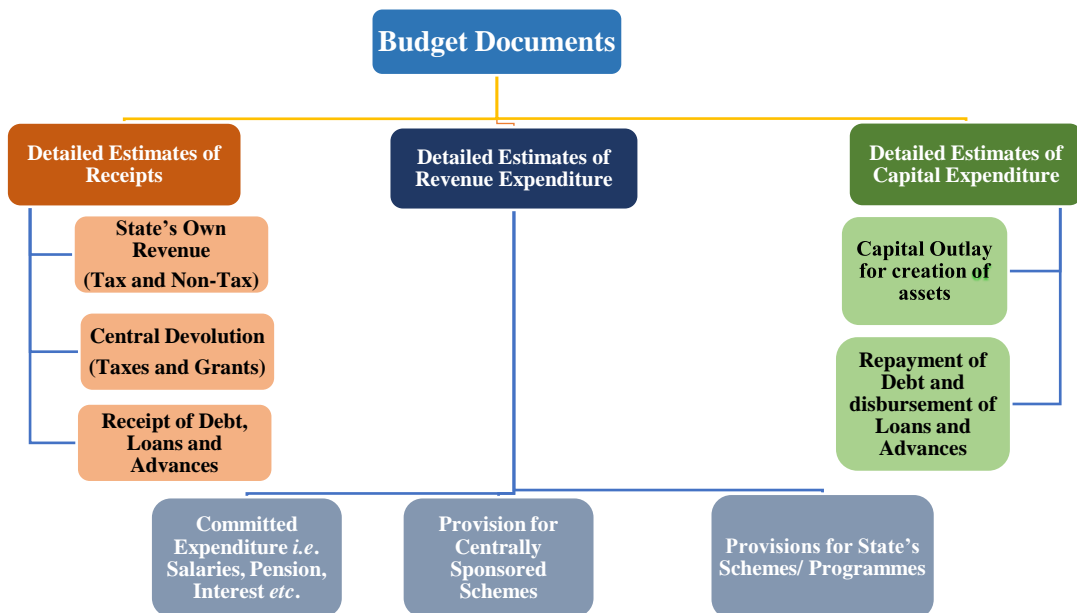 Budget Documents
Detailed Estimates of
Receipts
State's Own
Revenue
(Tax and Non-Tax)
Central Devolution
(Taxes and Grants)
Receipt of Debt,
Loans and
Advances
Detailed Estimates of
Revenue Expenditure
Committed
Expenditure i.e.
Salaries, Pension,
Interest etc.
Provision for
Centrally
Sponsored
Schemes
Provisions for State's
Schemes/ Programmes
Detailed Estimates of
Capital Expenditure
Capital Outlay
for creation of
assets
Repayment of
Debt and
disbursement of
Loans and
Advances